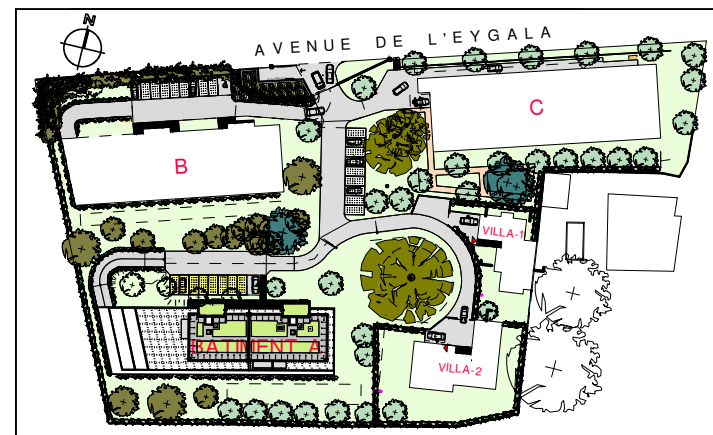 N
AVENUE DE L'EYGALA
C
B
VILLA-1
BATIMENT A
VILLA-2